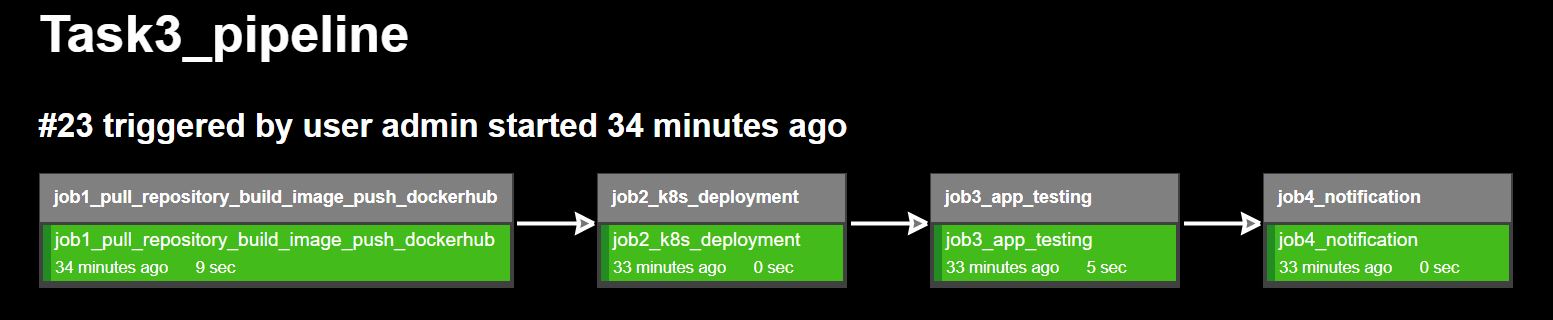 Task3_pipeline
#23 triggered by user admin started 34 minutes ago
job1_pull_repository_build_image_push_dockerhub
job1_pull_repository_build_image_push_dockerhub
34 minutes ago 9 sec
job2_k8s_deployment
job2_k8s_deployment
33 minutes ago 0 sec
job3_app_testing
job3_app_testing
33 minutes ago 5 sec
job4_notification
job4_notification
33 minutes ago 0 sec